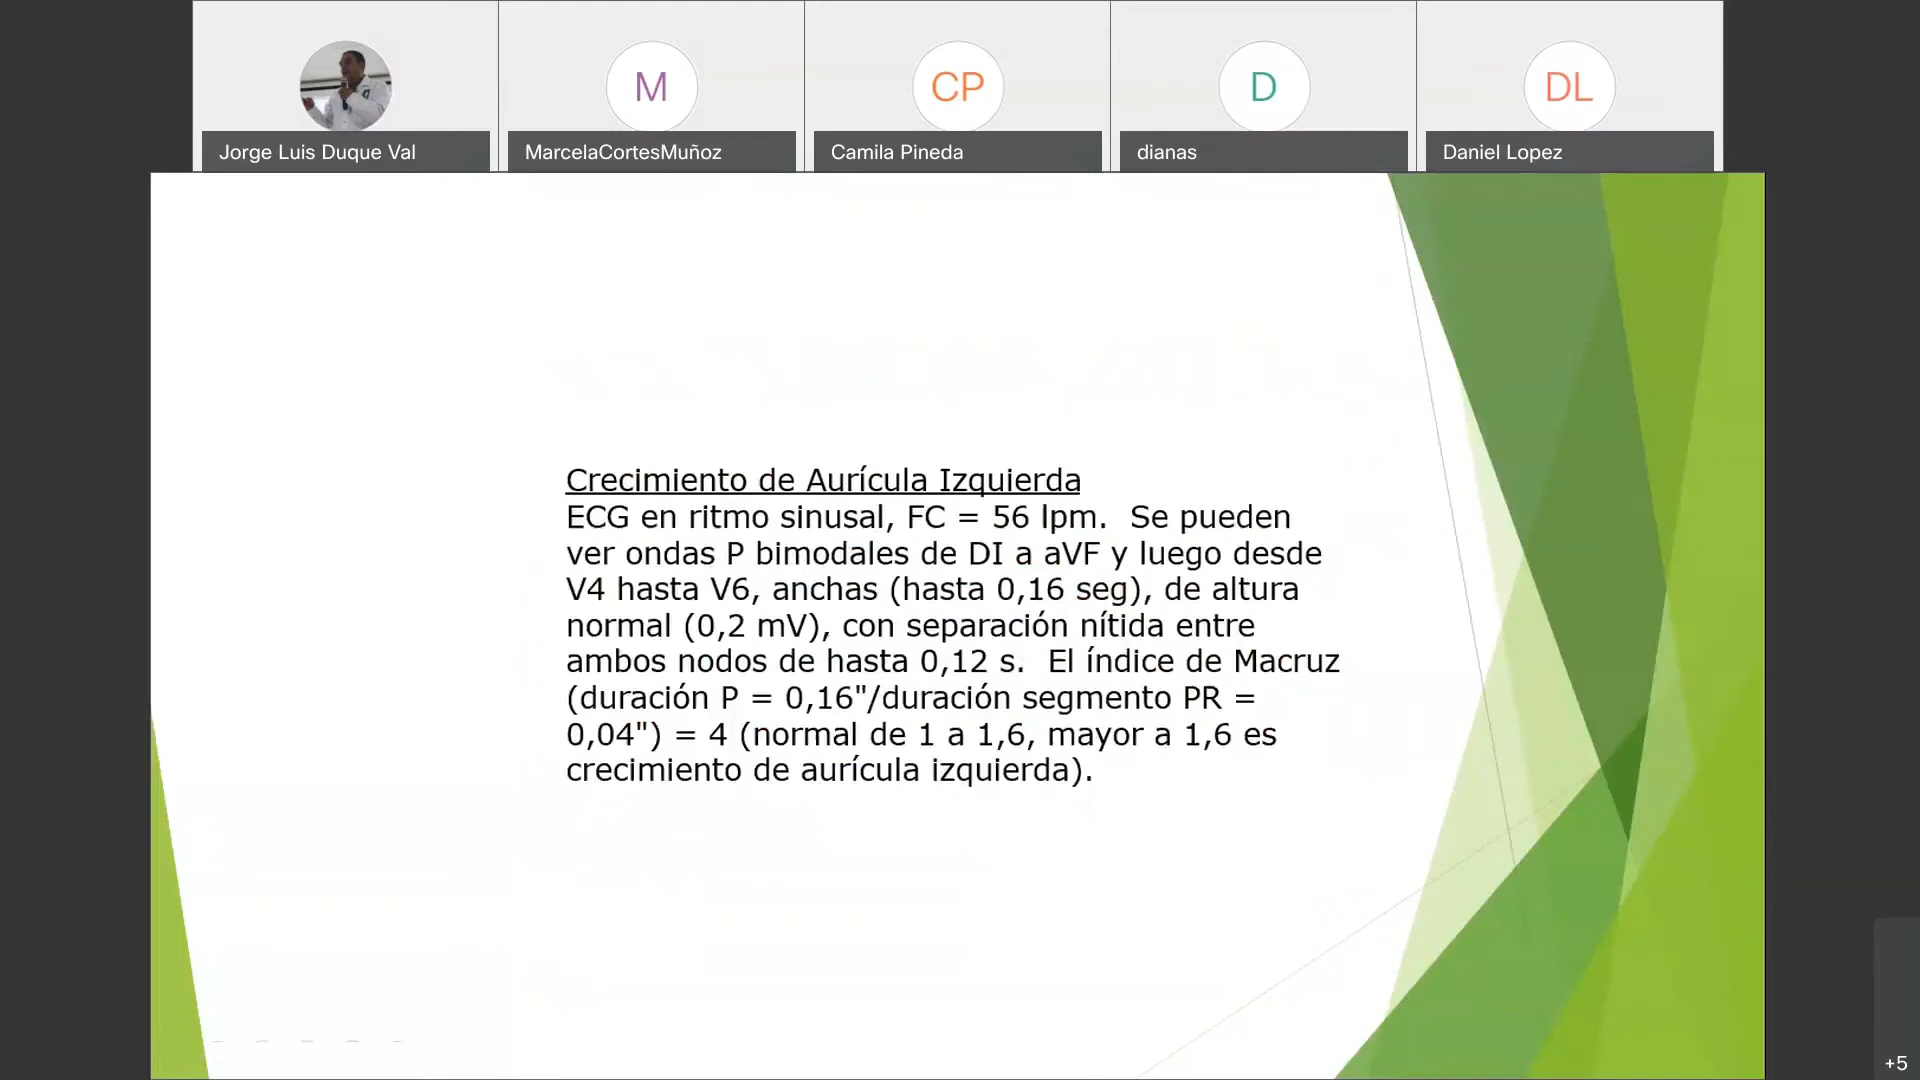 M
CP
D
DL
Jorge Luis Duque Val
MarcelaCortesMuñoz
Camila Pineda
dianas
Daniel Lopez
Crecimiento de Aurícula Izquierda
ECG en ritmo sinusal, FC = 56 lpm.  Se pueden
ver ondas P bimodales de DI a aVF y luego desde
V4 hasta V6, anchas (hasta 0,16 seg), de altura
normal (0,2 mV), con separación nítida entre
ambos nodos de hasta 0,12 s.  El índice de Macruz
(duración P = 0,16"/duración segmento PR =
0,04") = 4 (normal de 1 a 1,6, mayor a 1,6 es
crecimiento de aurícula izquierda).
+5